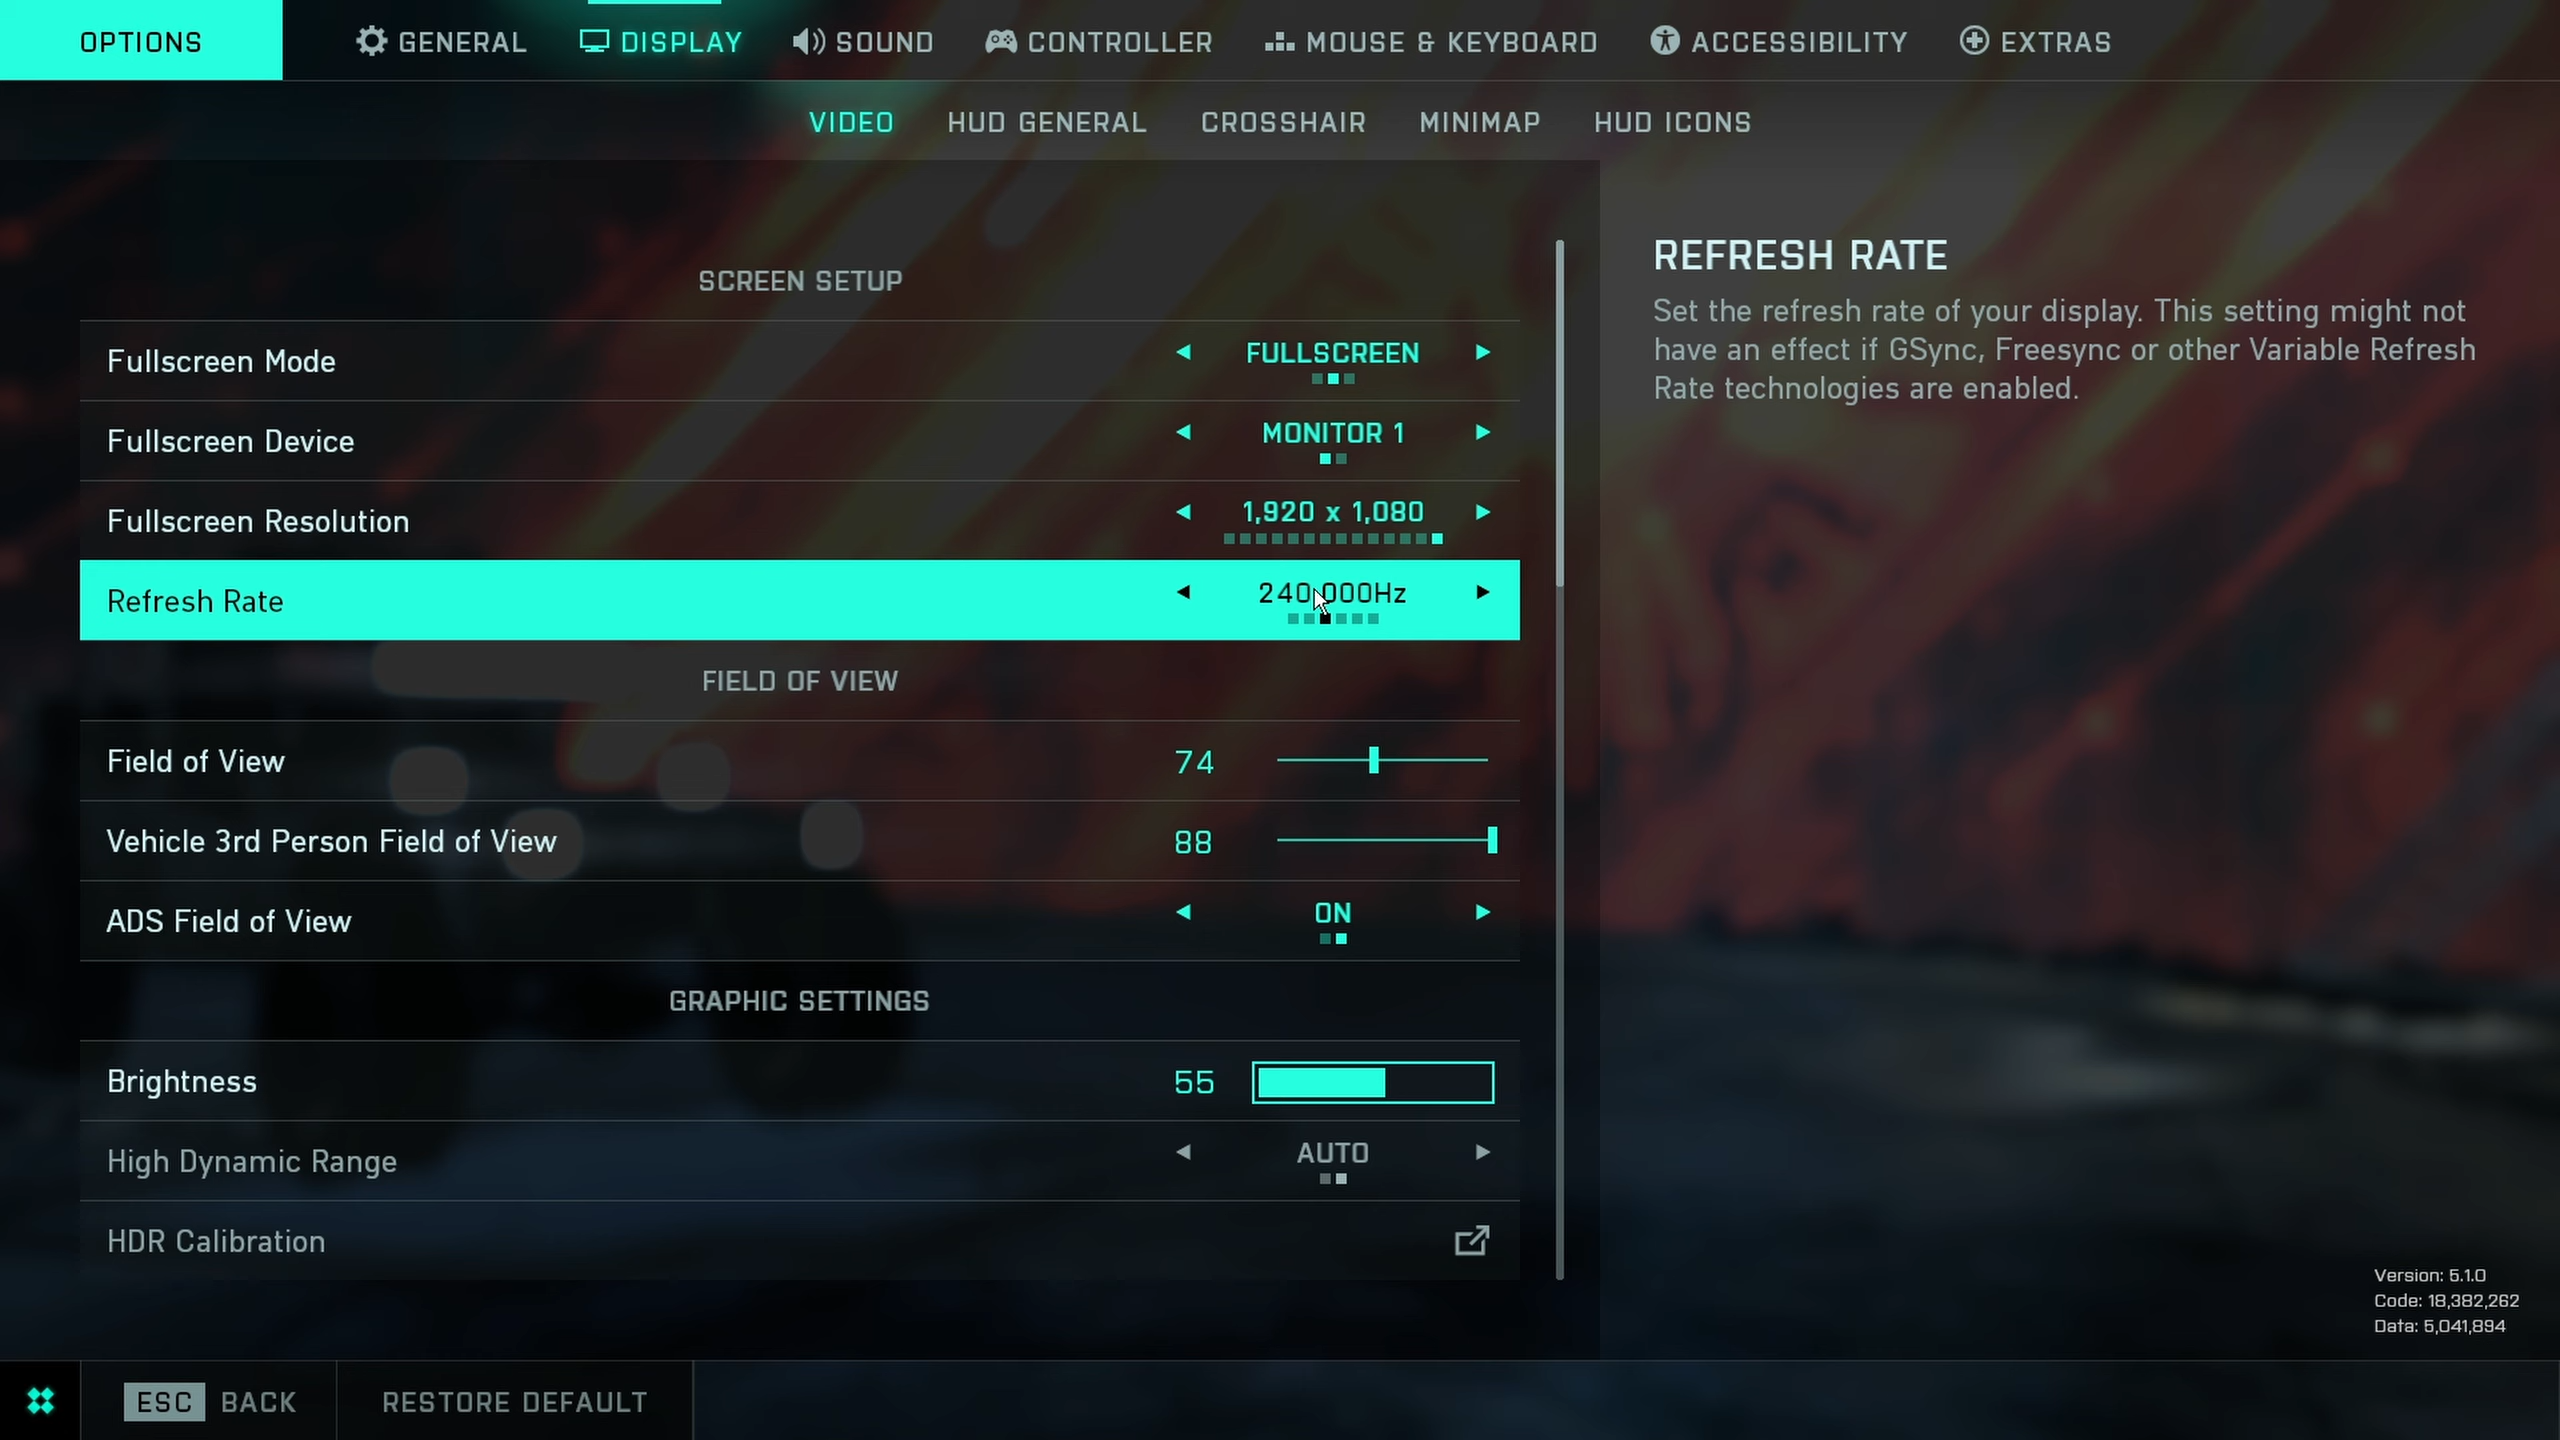 OPTIONS
GENERAL
DISPLAY
SOUND
CONTROLLER
MOUSE & KEYBOARD
ACCESSIBILITY
EXTRAS
VIDEO
HUD GENERAL
CROSSHAIR
MINIMAP
HUD ICONS
SCREEN SETUP
Fullscreen Mode
FULLSCREEN
Fullscreen Device
MONITOR 1
Fullscreen Resolution
1,920 x 1,080
Refresh Rate
240.000Hz
FIELD OF VIEW
Field of View
74
Vehicle 3rd Person Field of View
88
ADS Field of View
ON
GRAPHIC SETTINGS
Brightness
55
High Dynamic Range
AUTO
HDR Calibration
REFRESH RATE
Set the refresh rate of your display. This setting might not
have an effect if GSync, Freesync or other Variable Refresh
Rate technologies are enabled.
Version: 5.1.0
Code: 18,382,262
Data: 5,041,894
ESC BACK
RESTORE DEFAULT